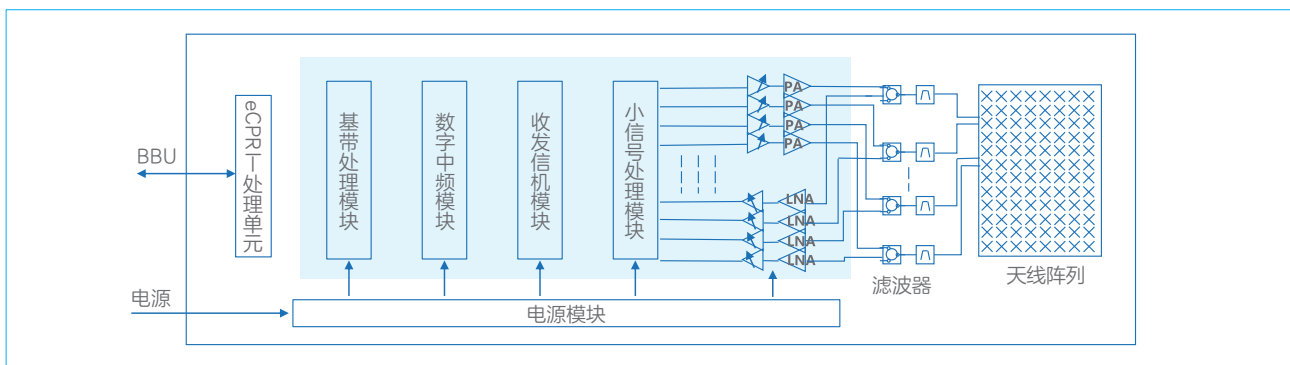 BBU
eCPRI处理单元
基带处理模块
数字中频模块
收发信机模块
小信号处理模块
PA
PA
PA
PA
LNA
LNA
LNA
LNA
滤波器
天线阵列
电源
电源模块